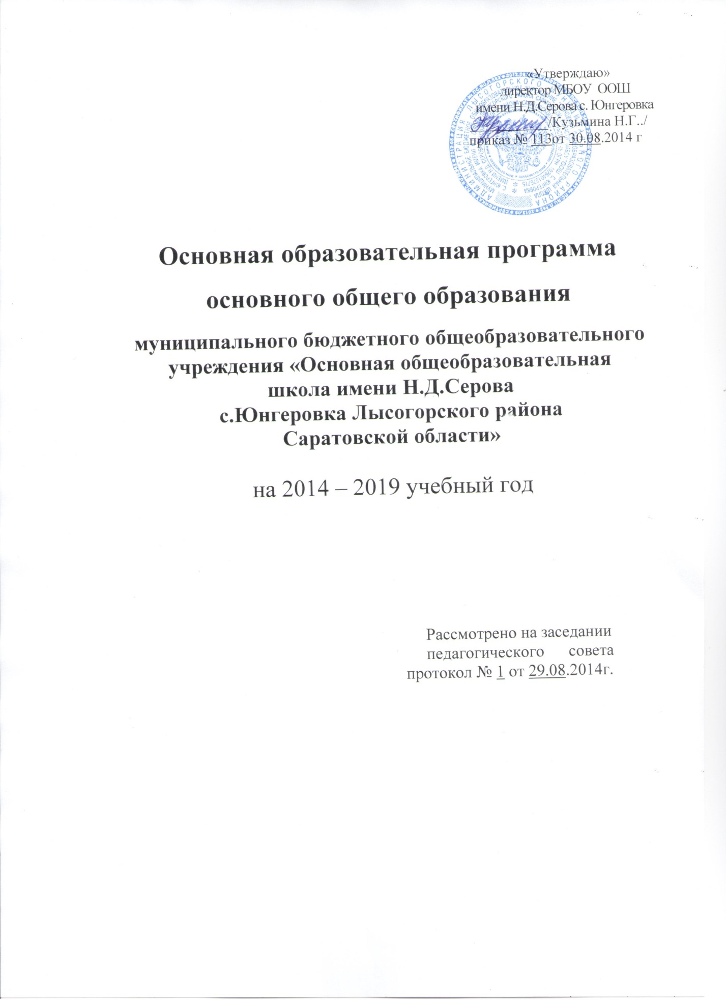 «Утверждаю»
директор МБОУ ООШ
имени Н.Д.Серова с. Юнгеровка
/Кузьмина Н.Г../
приказ № 113от 30.08.2014 г
Основная образовательная программа
основного общего образования
муниципального бюджетного общеобразовательного
учреждения «Основная общеобразовательная
школа имени Н.Д.Серова
с.Юнгеровка Лысогорского района
Саратовской области»
на 2014 – 2019 учебный год
Рассмотрено на заседании
педагогического совета
протокол № 1 от 29.08.2014г.